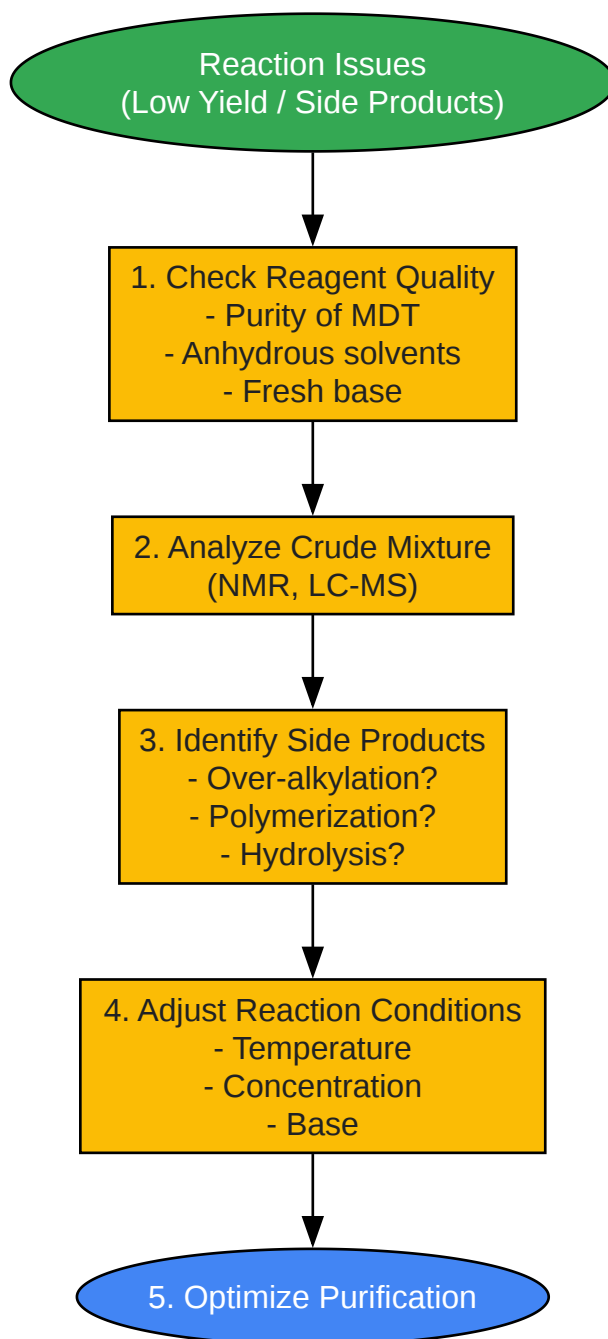 Reaction Issues
(Low Yield / Side Products)
1. Check Reagent Quality
- Purity of MDT
- Anhydrous solvents
- Fresh base
2. Analyze Crude Mixture
(NMR, LC-MS)
3. Identify Side Products
- Over-alkylation?
- Polymerization?
- Hydrolysis?
4. Adjust Reaction Conditions
- Temperature
- Concentration
- Base
5. Optimize Purification